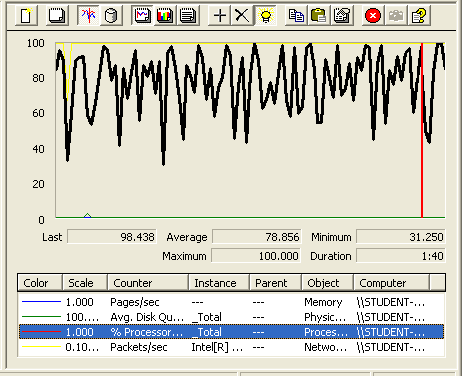 100
80
60
40
20
0
Last 98.438 Average 78.856 Minimum 31.250
Maximum 100.000 Duration 1:40
Color Scale Counter Instance Parent Object Computer
1.000 Pages/sec --- --- Memory \\STUDENT-...
100.... Avg. Disk Qu... _Total --- Physic... \\STUDENT-...
1.000 % Processor... _Total --- Proces... \\STUDENT-...
0.10... Packets/sec Intel[R] ... --- Netwo... \\STUDENT-...